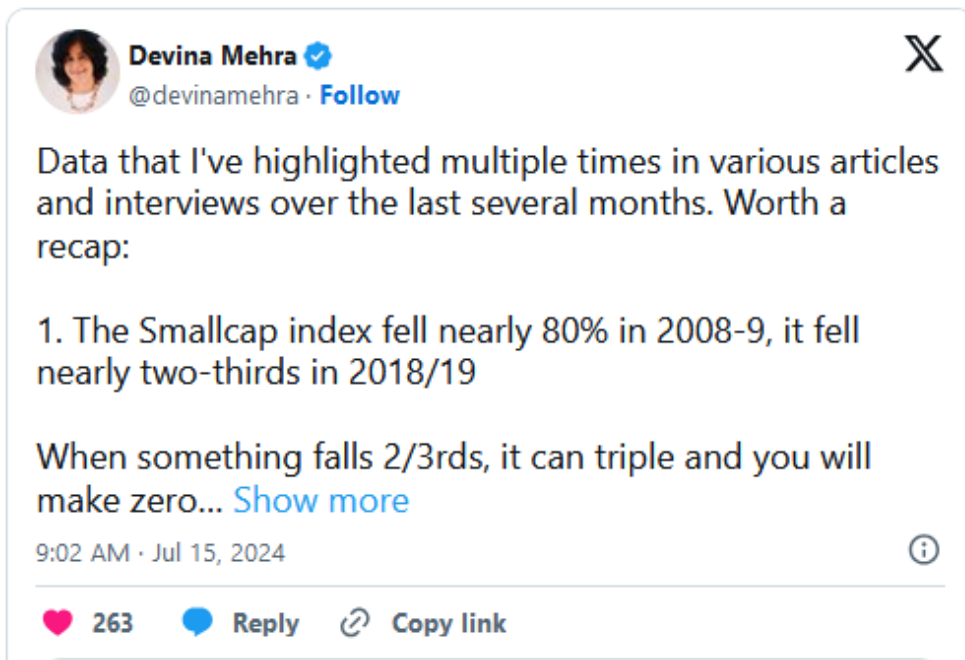 Devina Mehra
@devinamehra · Follow
Data that I've highlighted multiple times in various articles
and interviews over the last several months. Worth a
recap:
1. The Smallcap index fell nearly 80% in 2008-9, it fell
nearly two-thirds in 2018/19
When something falls 2/3rds, it can triple and you will
make zero... Show more
9:02 AM · Jul 15, 2024
263 Reply Copy link